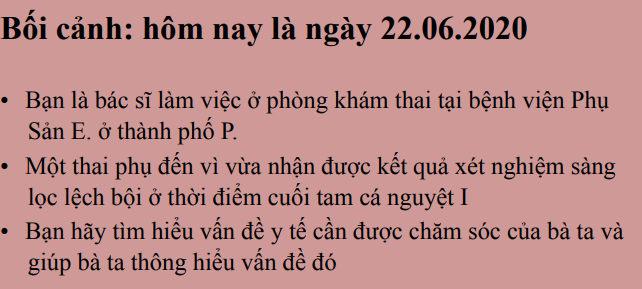 Bối cảnh: hôm nay là ngày 22.06.2020
• Bạn là bác sĩ làm việc ở phòng khám thai tại bệnh viện Phụ
Sản E. ở thành phố P.
• Một thai phụ đến vì vừa nhận được kết quả xét nghiệm sàng
lọc lệch bội ở thời điểm cuối tam cá nguyệt I
• Bạn hãy tìm hiểu vấn đề y tế cần được chăm sóc của bà ta và
giúp bà ta thông hiểu vấn đề đó